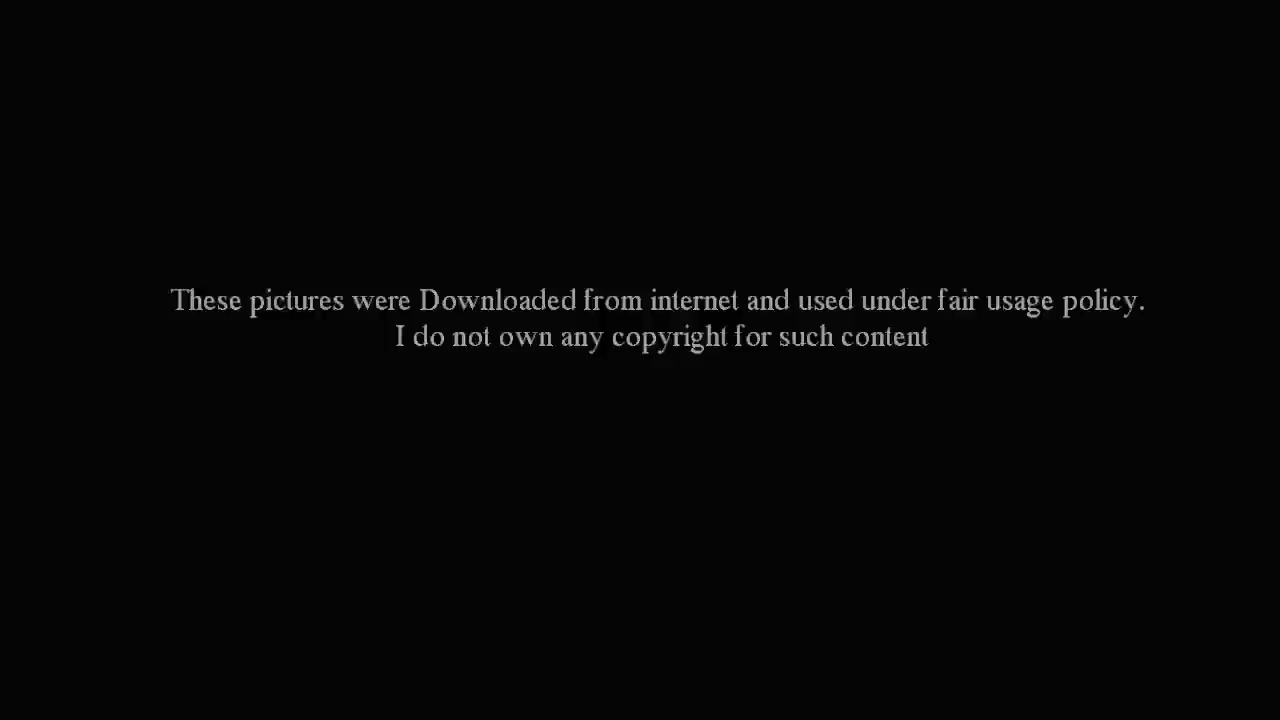 These pictures were Downloaded from internet and used under fair usage policy.
I do not own any copyright for such content